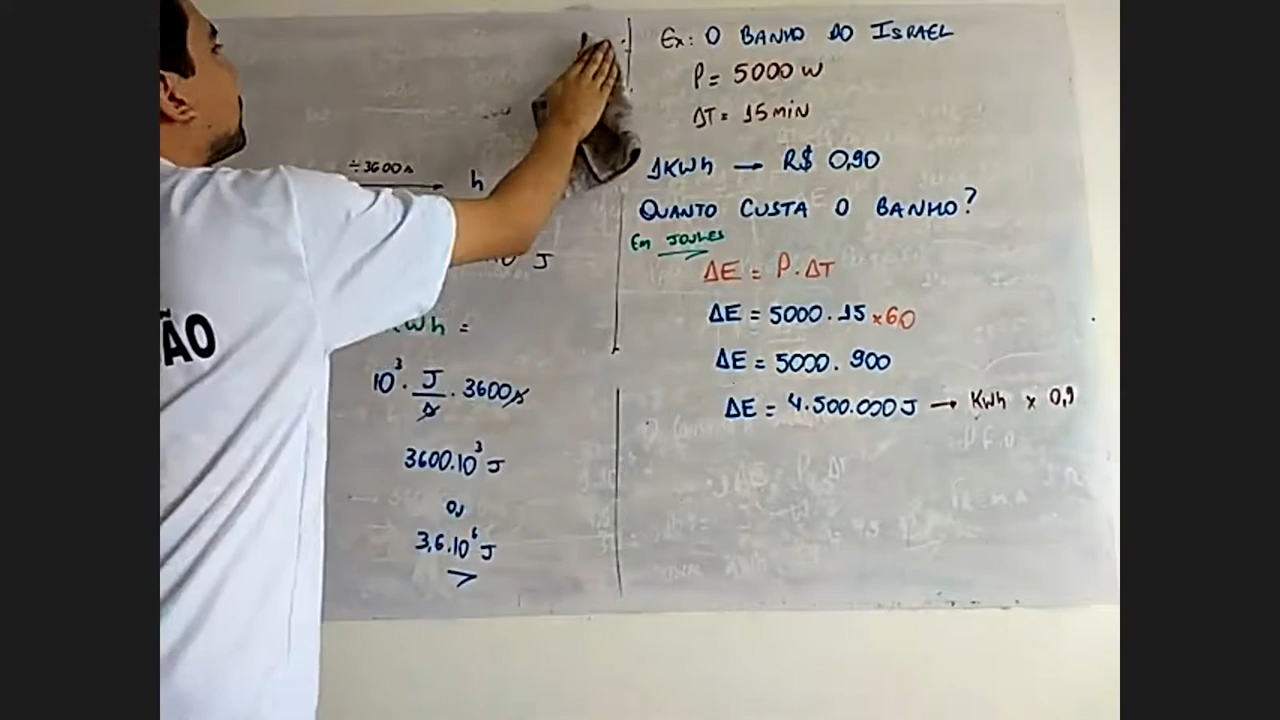 ÃO
÷3600s
h
J
Wh =
10³ . J/s . 3600s
3600.10³ J
ou
3,6.10⁶ J
Ex: O BANHO DO ISRAEL
P = 5000 W
ΔT = 15 MIN
1KWh → R$ 0,90
QUANTO CUSTA O BANHO?
Em JOULES
ΔE = P . ΔT
ΔE = 5000 . 15 × 60
ΔE = 5000 . 900
ΔE = 4.500.000 J → KWh × 0,9